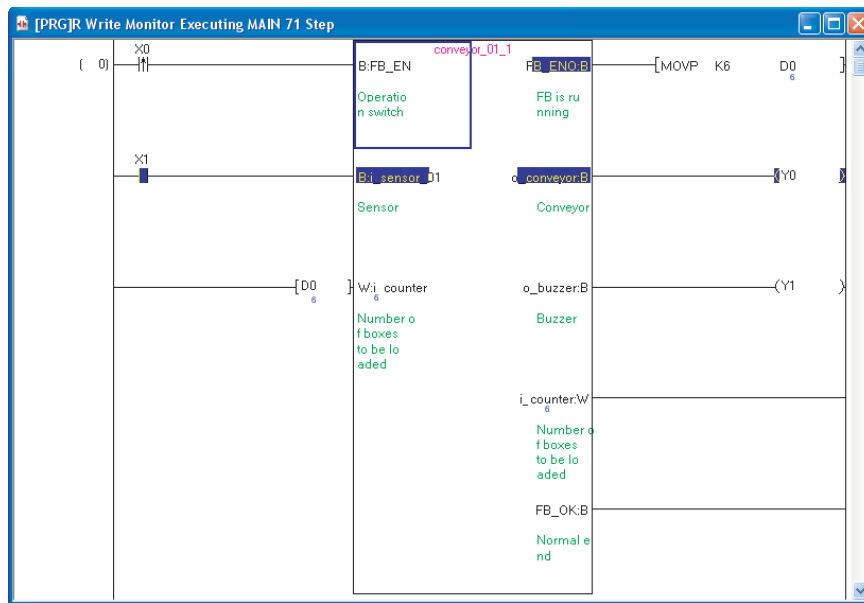 [PRG]R Write Monitor Executing MAIN 71 Step
X0
conveyor_01_1
( 0)
B:FB_EN
FB_ENO:B
[MOVP K6 D0 ]
6
Operatio
n switch
FB is ru
nning
X1
B:i_sensor_01
o_conveyor:B
(Y0 )
Sensor
Conveyor
[D0 ]
6
W:i_counter
6
o_buzzer:B
(Y1 )
Number o
f boxes
to be lo
aded
Buzzer
i_counter:W
6
Number o
f boxes
to be lo
aded
FB_OK:B
Normal e
nd